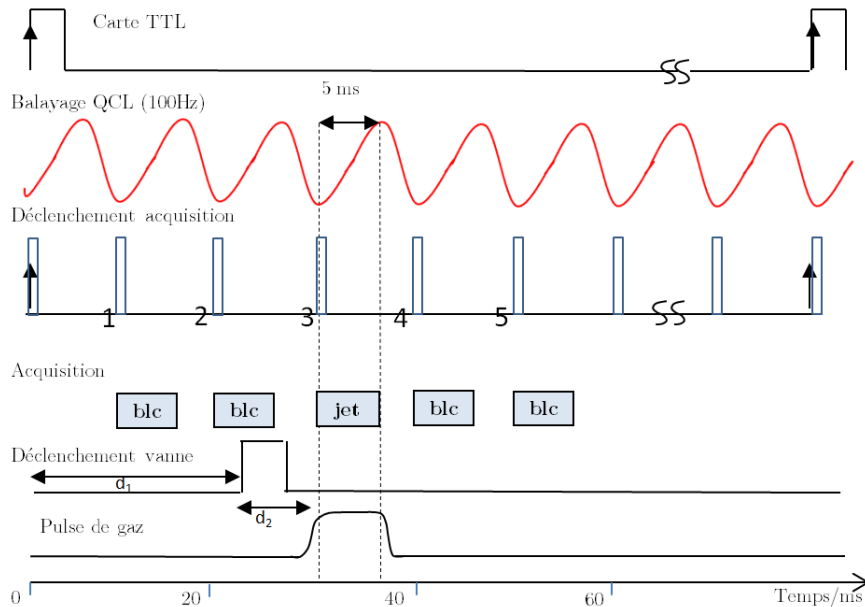 Carte TTL
5 ms
Balayage QCL (100Hz)
Déclenchement acquisition
1 2 3 4 5
Acquisition
blc blc jet blc blc
Déclenchement vanne
d₁
d₂
Pulse de gaz
0 20 40 60 Temps/ms